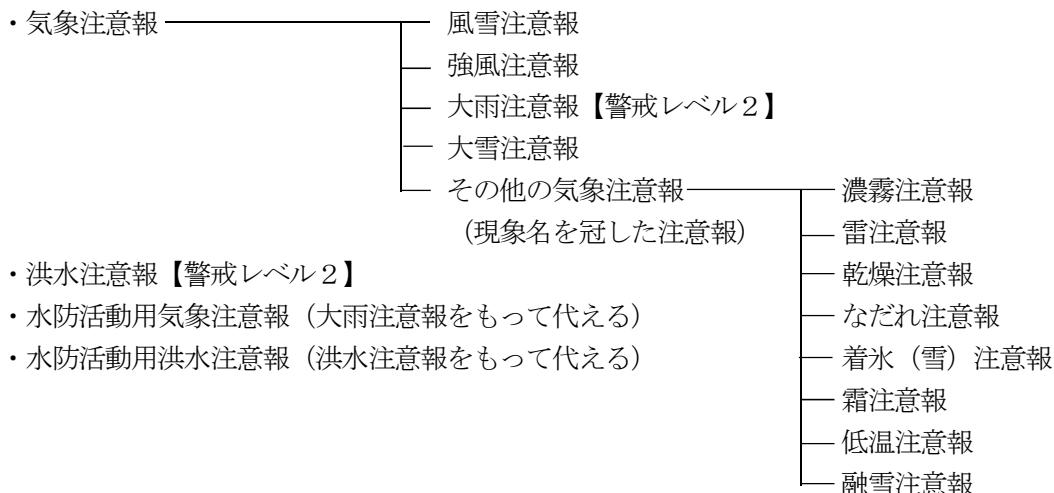 ・気象注意報
風雪注意報
強風注意報
大雨注意報【警戒レベル２】
大雪注意報
その他の気象注意報
（現象名を冠した注意報）
濃霧注意報
雷注意報
乾燥注意報
なだれ注意報
着氷（雪）注意報
霜注意報
低温注意報
融雪注意報
・洪水注意報【警戒レベル２】
・水防活動用気象注意報（大雨注意報をもって代える）
・水防活動用洪水注意報（洪水注意報をもって代える）